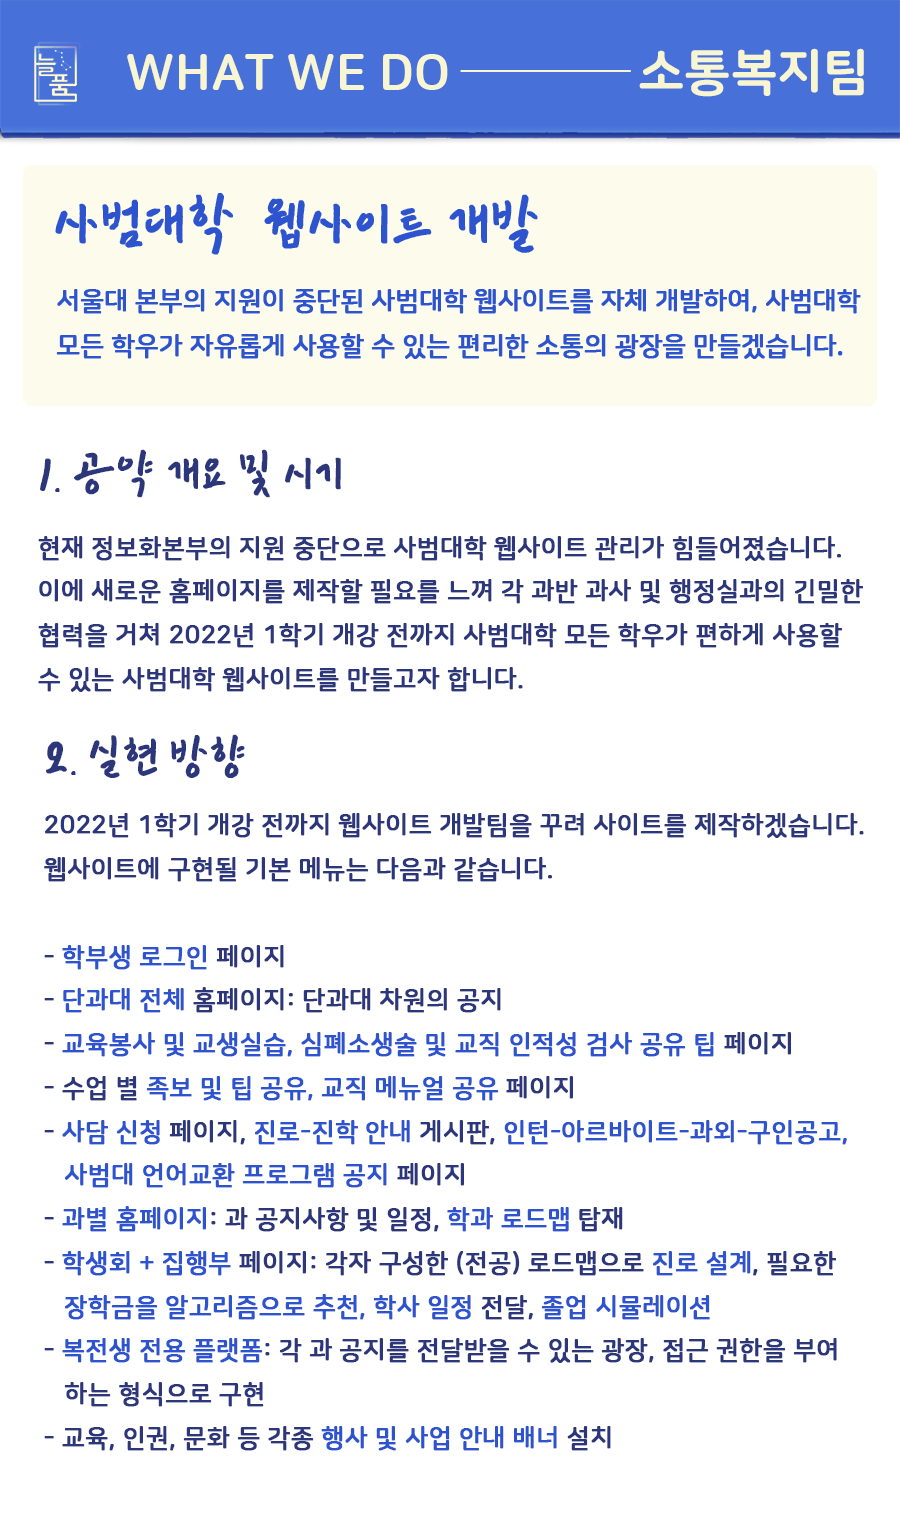 늘품
WHAT WE DO 소통복지팀
사범대학 웹사이트 개발
서울대 본부의 지원이 중단된 사범대학 웹사이트를 자체 개발하여, 사범대학
모든 학우가 자유롭게 사용할 수 있는 편리한 소통의 광장을 만들겠습니다.
1. 공약 개요 및 시기
현재 정보화본부의 지원 중단으로 사범대학 웹사이트 관리가 힘들어졌습니다.
이에 새로운 홈페이지를 제작할 필요를 느껴 각 과반 과사 및 행정실과의 긴밀한
협력을 거쳐 2022년 1학기 개강 전까지 사범대학 모든 학우가 편하게 사용할
수 있는 사범대학 웹사이트를 만들고자 합니다.
2. 실현 방향
2022년 1학기 개강 전까지 웹사이트 개발팀을 꾸려 사이트를 제작하겠습니다.
웹사이트에 구현될 기본 메뉴는 다음과 같습니다.
- 학부생 로그인 페이지
- 단과대 전체 홈페이지: 단과대 차원의 공지
- 교육봉사 및 교생실습, 심폐소생술 및 교직 인적성 검사 공유 팁 페이지
- 수업 별 족보 및 팁 공유, 교직 메뉴얼 공유 페이지
- 사담 신청 페이지, 진로-진학 안내 게시판, 인턴-아르바이트-과외-구인공고,
사범대 언어교환 프로그램 공지 페이지
- 과별 홈페이지: 과 공지사항 및 일정, 학과 로드맵 탑재
- 학생회 + 집행부 페이지: 각자 구성한 (전공) 로드맵으로 진로 설계, 필요한
장학금을 알고리즘으로 추천, 학사 일정 전달, 졸업 시뮬레이션
- 복전생 전용 플랫폼: 각 과 공지를 전달받을 수 있는 광장, 접근 권한을 부여
하는 형식으로 구현
- 교육, 인권, 문화 등 각종 행사 및 사업 안내 배너 설치